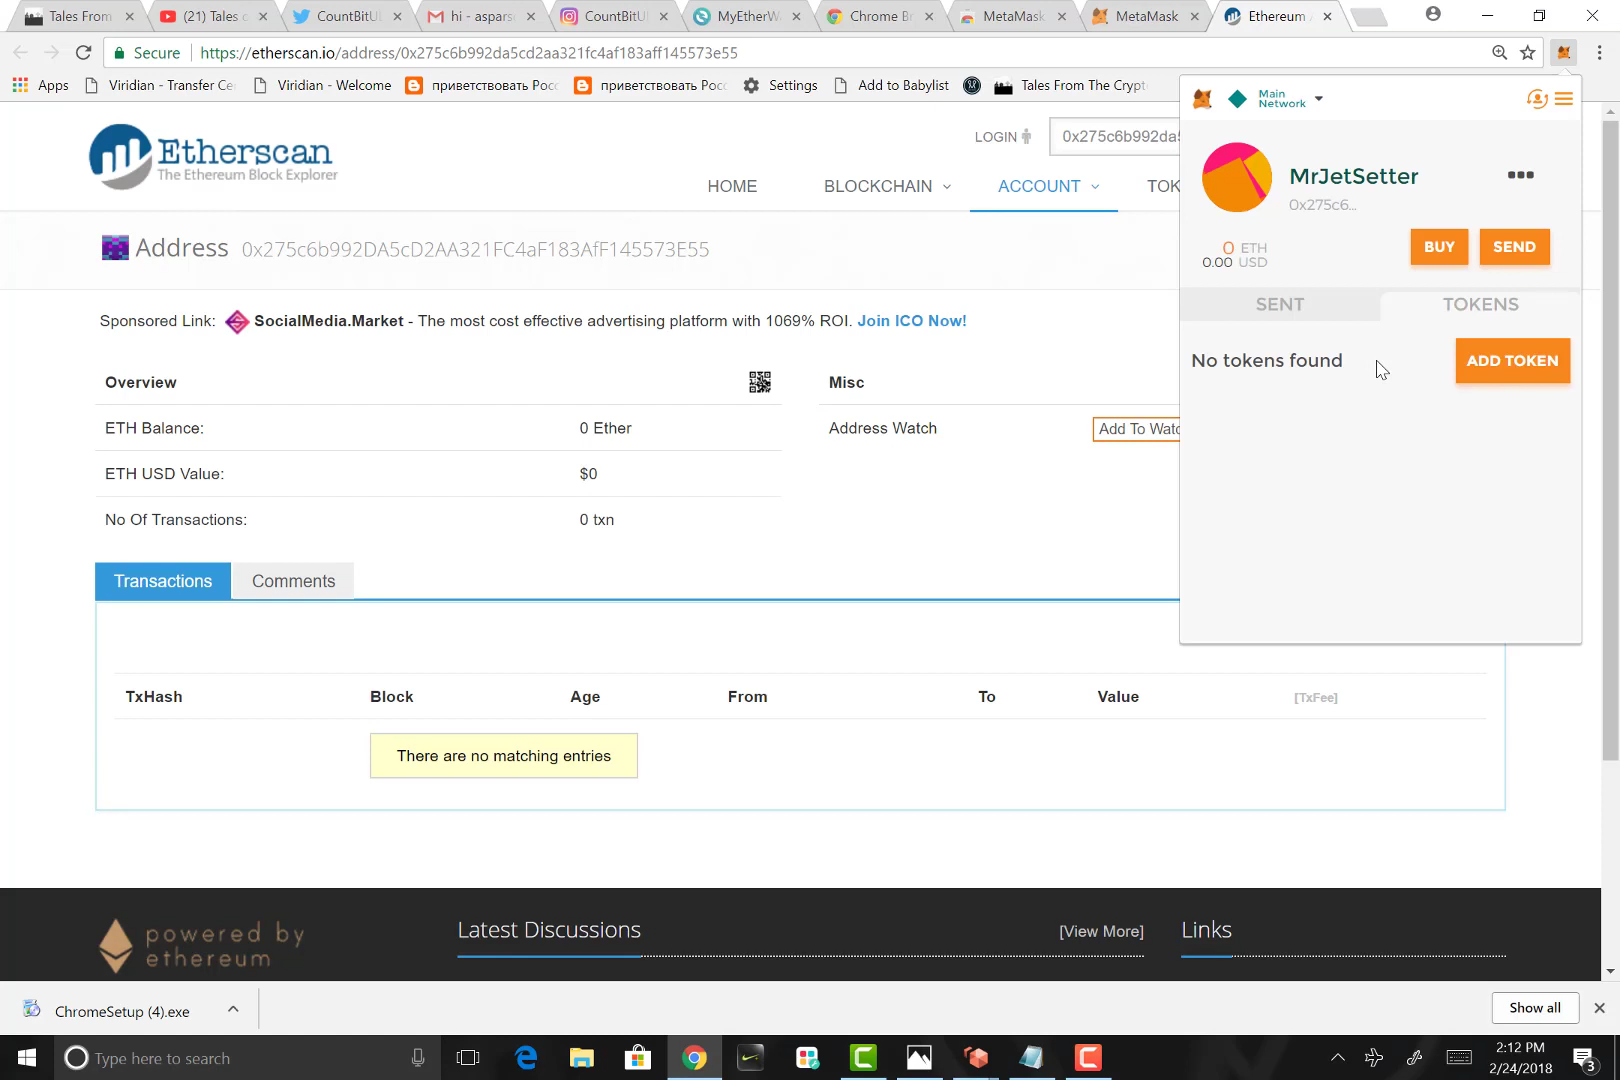 Tales From
(21) Tales c
CountBitU
hi - aspars
CountBitU
MyEtherW
Chrome B
MetaMask
MetaMask
Ethereum
Secure
https://etherscan.io/address/0x275c6b992da5cd2aa321fc4af183aff145573e55
Apps
Viridian - Transfer Ce
Viridian - Welcome
приветствовать Росс
приветствовать Росс
Settings
Add to Babylist
Tales From The Crypt
Etherscan
The Ethereum Block Explorer
LOGIN
0x275c6b992da5
HOME
BLOCKCHAIN
ACCOUNT
TOK
Main
Network
MrJetSetter
0x275c6...
0 ETH
0.00 USD
BUY
SEND
SENT
TOKENS
No tokens found
ADD TOKEN
Address 0x275c6b992DA5cD2AA321FC4aF183AfF145573E55
Sponsored Link: SocialMedia.Market - The most cost effective advertising platform with 1069% ROI. Join ICO Now!
Overview
Misc
ETH Balance: 0 Ether
Address Watch
Add To Watc
ETH USD Value: $0
No Of Transactions: 0 txn
Transactions
Comments
TxHash Block Age From To Value [TxFee]
There are no matching entries
powered by
ethereum
Latest Discussions
[View More]
Links
ChromeSetup (4).exe
Show all
Type here to search
2:12 PM
2/24/2018
3